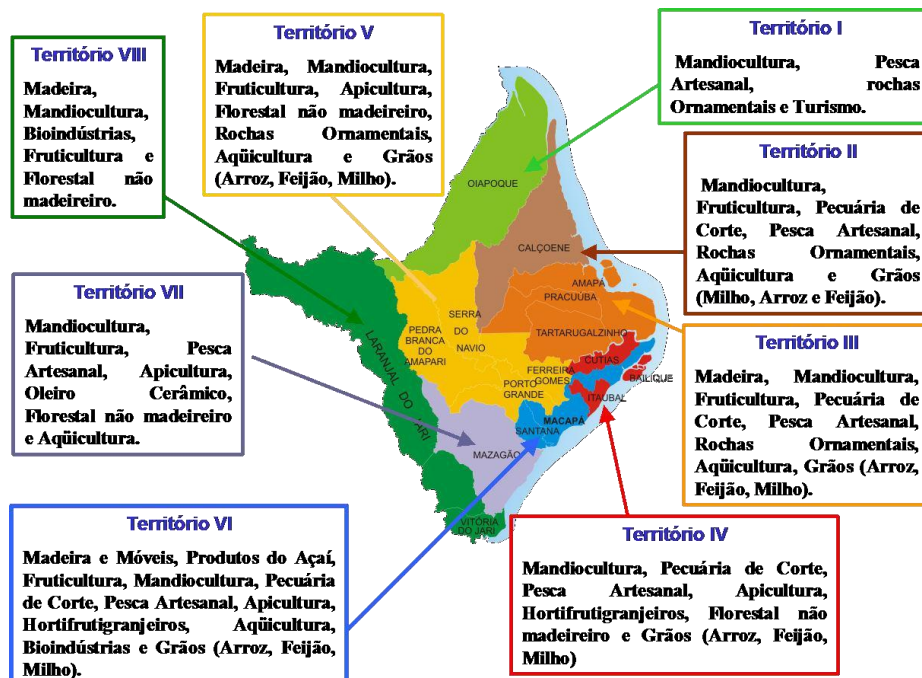 Território VIII
Madeira,
Mandiocultura,
Bioindústrias,
Fruticultura e
Florestal não
madeireiro.
Território V
Madeira, Mandiocultura,
Fruticultura, Apicultura,
Florestal não madeireiro,
Rochas Ornamentais,
Aqüicultura e Grãos
(Arroz, Feijão, Milho).
Território I
Mandiocultura, Pesca
Artesanal, rochas
Ornamentais e Turismo.
Território II
Mandiocultura,
Fruticultura, Pecuária de
Corte, Pesca Artesanal,
Rochas Ornamentais,
Aqüicultura e Grãos
(Milho, Arroz e Feijão).
Território VII
Mandiocultura,
Fruticultura, Pesca
Artesanal, Apicultura,
Oleiro Cerâmico,
Florestal não madeireiro
e Aqüicultura.
Território III
Madeira, Mandiocultura,
Fruticultura, Pecuária de
Corte, Pesca Artesanal,
Rochas Ornamentais,
Aqüicultura, Grãos (Arroz,
Feijão, Milho).
Território VI
Madeira e Móveis, Produtos do Açaí,
Fruticultura, Mandiocultura, Pecuária
de Corte, Pesca Artesanal, Apicultura,
Hortifrutigranjeiros, Aqüicultura,
Bioindústrias e Grãos (Arroz, Feijão,
Milho).
Território IV
Mandiocultura, Pecuária de Corte,
Pesca Artesanal, Apicultura,
Hortifrutigranjeiros, Florestal não
madeireiro e Grãos (Arroz, Feijão,
Milho)
OIAPOQUE
CALÇOENE
AMAPÁ
PRACUÚBA
TARTARUGALZINHO
SERRA
DO
NAVIO
PEDRA
BRANCA
DO
AMAPARI
CUTIAS
FERREIRA
GOMES
BAILIQUE
PORTO
GRANDE
ITAUBAL
MACAPÁ
SANTANA
MAZAGÃO
LARANJAL DO JARI
VITÓRIA
DO JARI